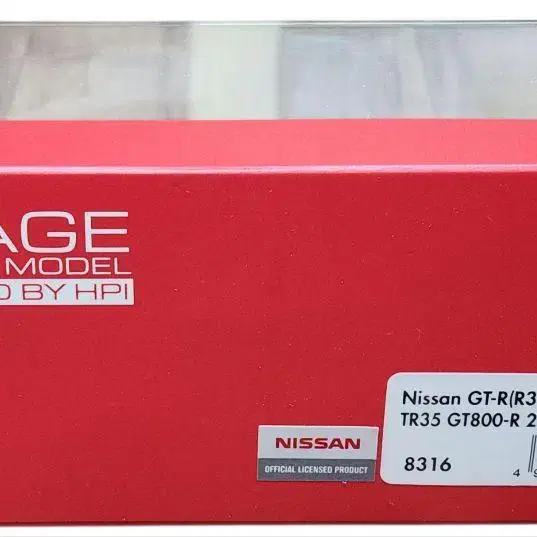 AGE
MODEL
D BY HPI
Nissan GT-R(R3
TR35 GT800-R 2
NISSAN
OFFICIAL LICENSED PRODUCT
8316
4